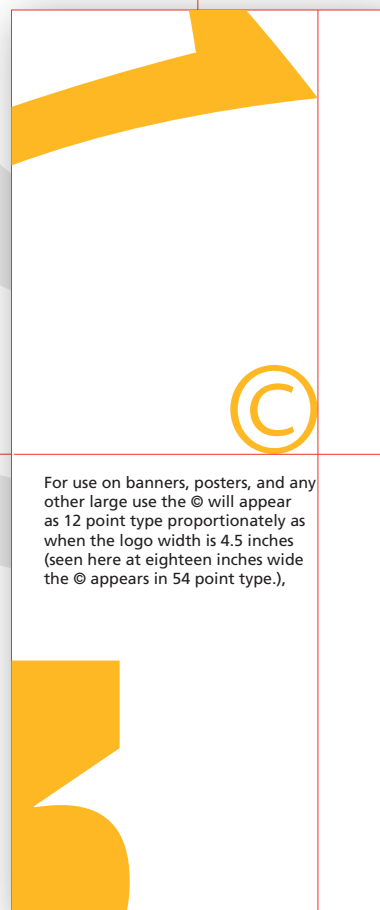 ©
For use on banners, posters, and any
other large use the © will appear
as 12 point type proportionately as
when the logo width is 4.5 inches
(seen here at eighteen inches wide
the © appears in 54 point type.),